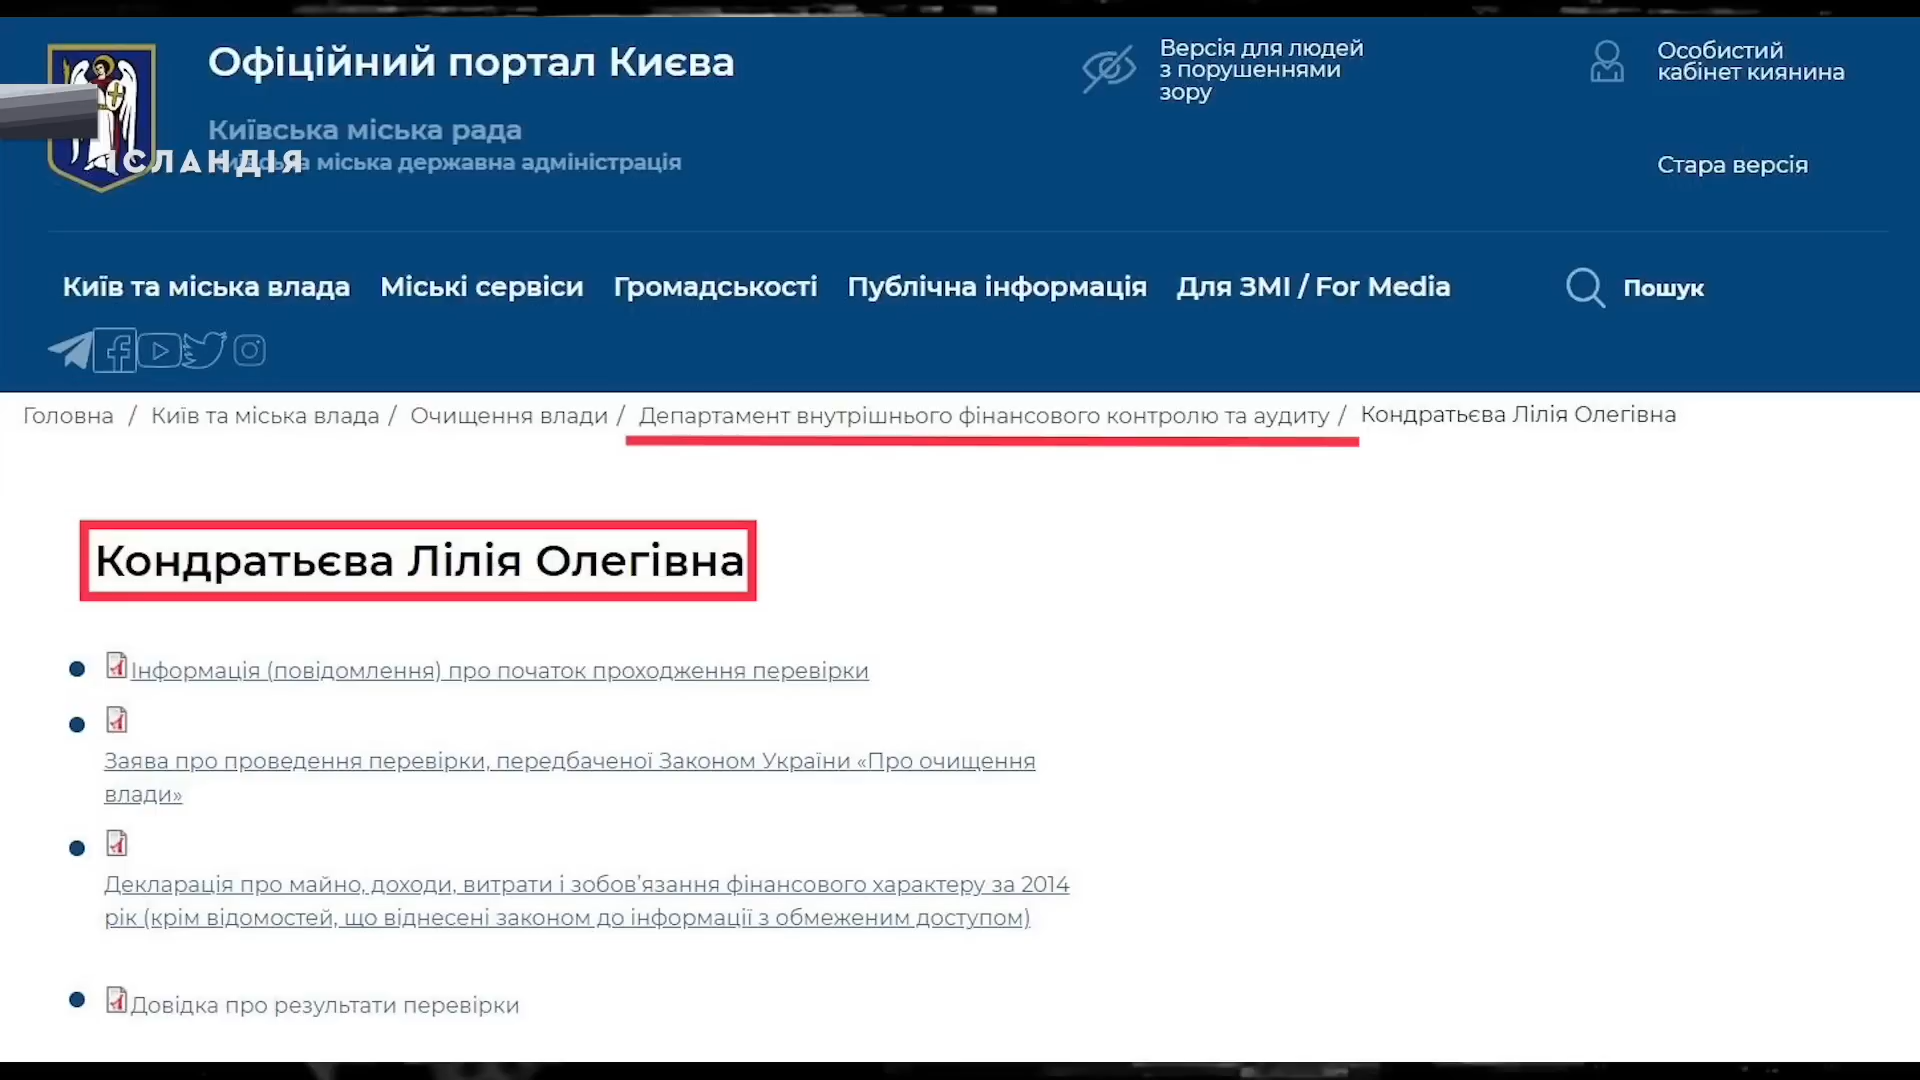 Офіційний портал Києва
Київська міська рада
міська державна адміністрація
ІСЛАНДІЯ
Версія для людей
з порушеннями
зору
Особистий
кабінет киянина
Стара версія
Київ та міська влада Міські сервіси Громадськості Публічна інформація Для ЗМІ / For Media Пошук
Головна / Київ та міська влада / Очищення влади / Департамент внутрішнього фінансового контролю та аудиту / Кондратьєва Лілія Олегівна
Кондратьєва Лілія Олегівна
Інформація (повідомлення) про початок проходження перевірки
Заява про проведення перевірки, передбаченої Законом України «Про очищення
влади»
Декларація про майно, доходи, витрати і зобов’язання фінансового характеру за 2014
рік (крім відомостей, що віднесені законом до інформації з обмеженим доступом)
Довідка про результати перевірки